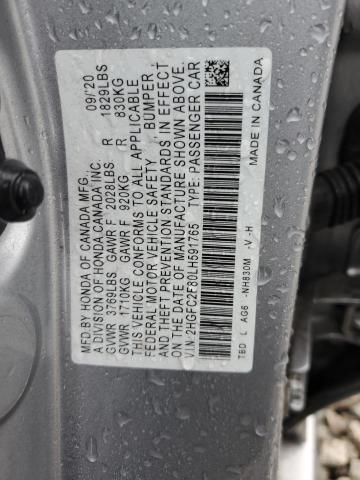 MFD.BY HONDA OF CANADA MFG. 09/'20
A DIVISION OF HONDA CANADA INC.
GVWR 3769LBS GAWR F 2028LBS R 1829LBS
GVWR 1710KG GAWR F 920KG R 830KG
THIS VEHICLE CONFORMS TO ALL APPLICABLE
FEDERAL MOTOR VEHICLE SAFETY BUMPER,
AND THEFT PREVENTION STANDARDS IN EFFECT
ON THE DATE OF MANUFACTURE SHOWN ABOVE.
V.I.N: 2HGFC2F80LH591765 TYPE: PASSENGER CAR
TBD L AG6 -NH830M -V -H
MADE IN CANADA